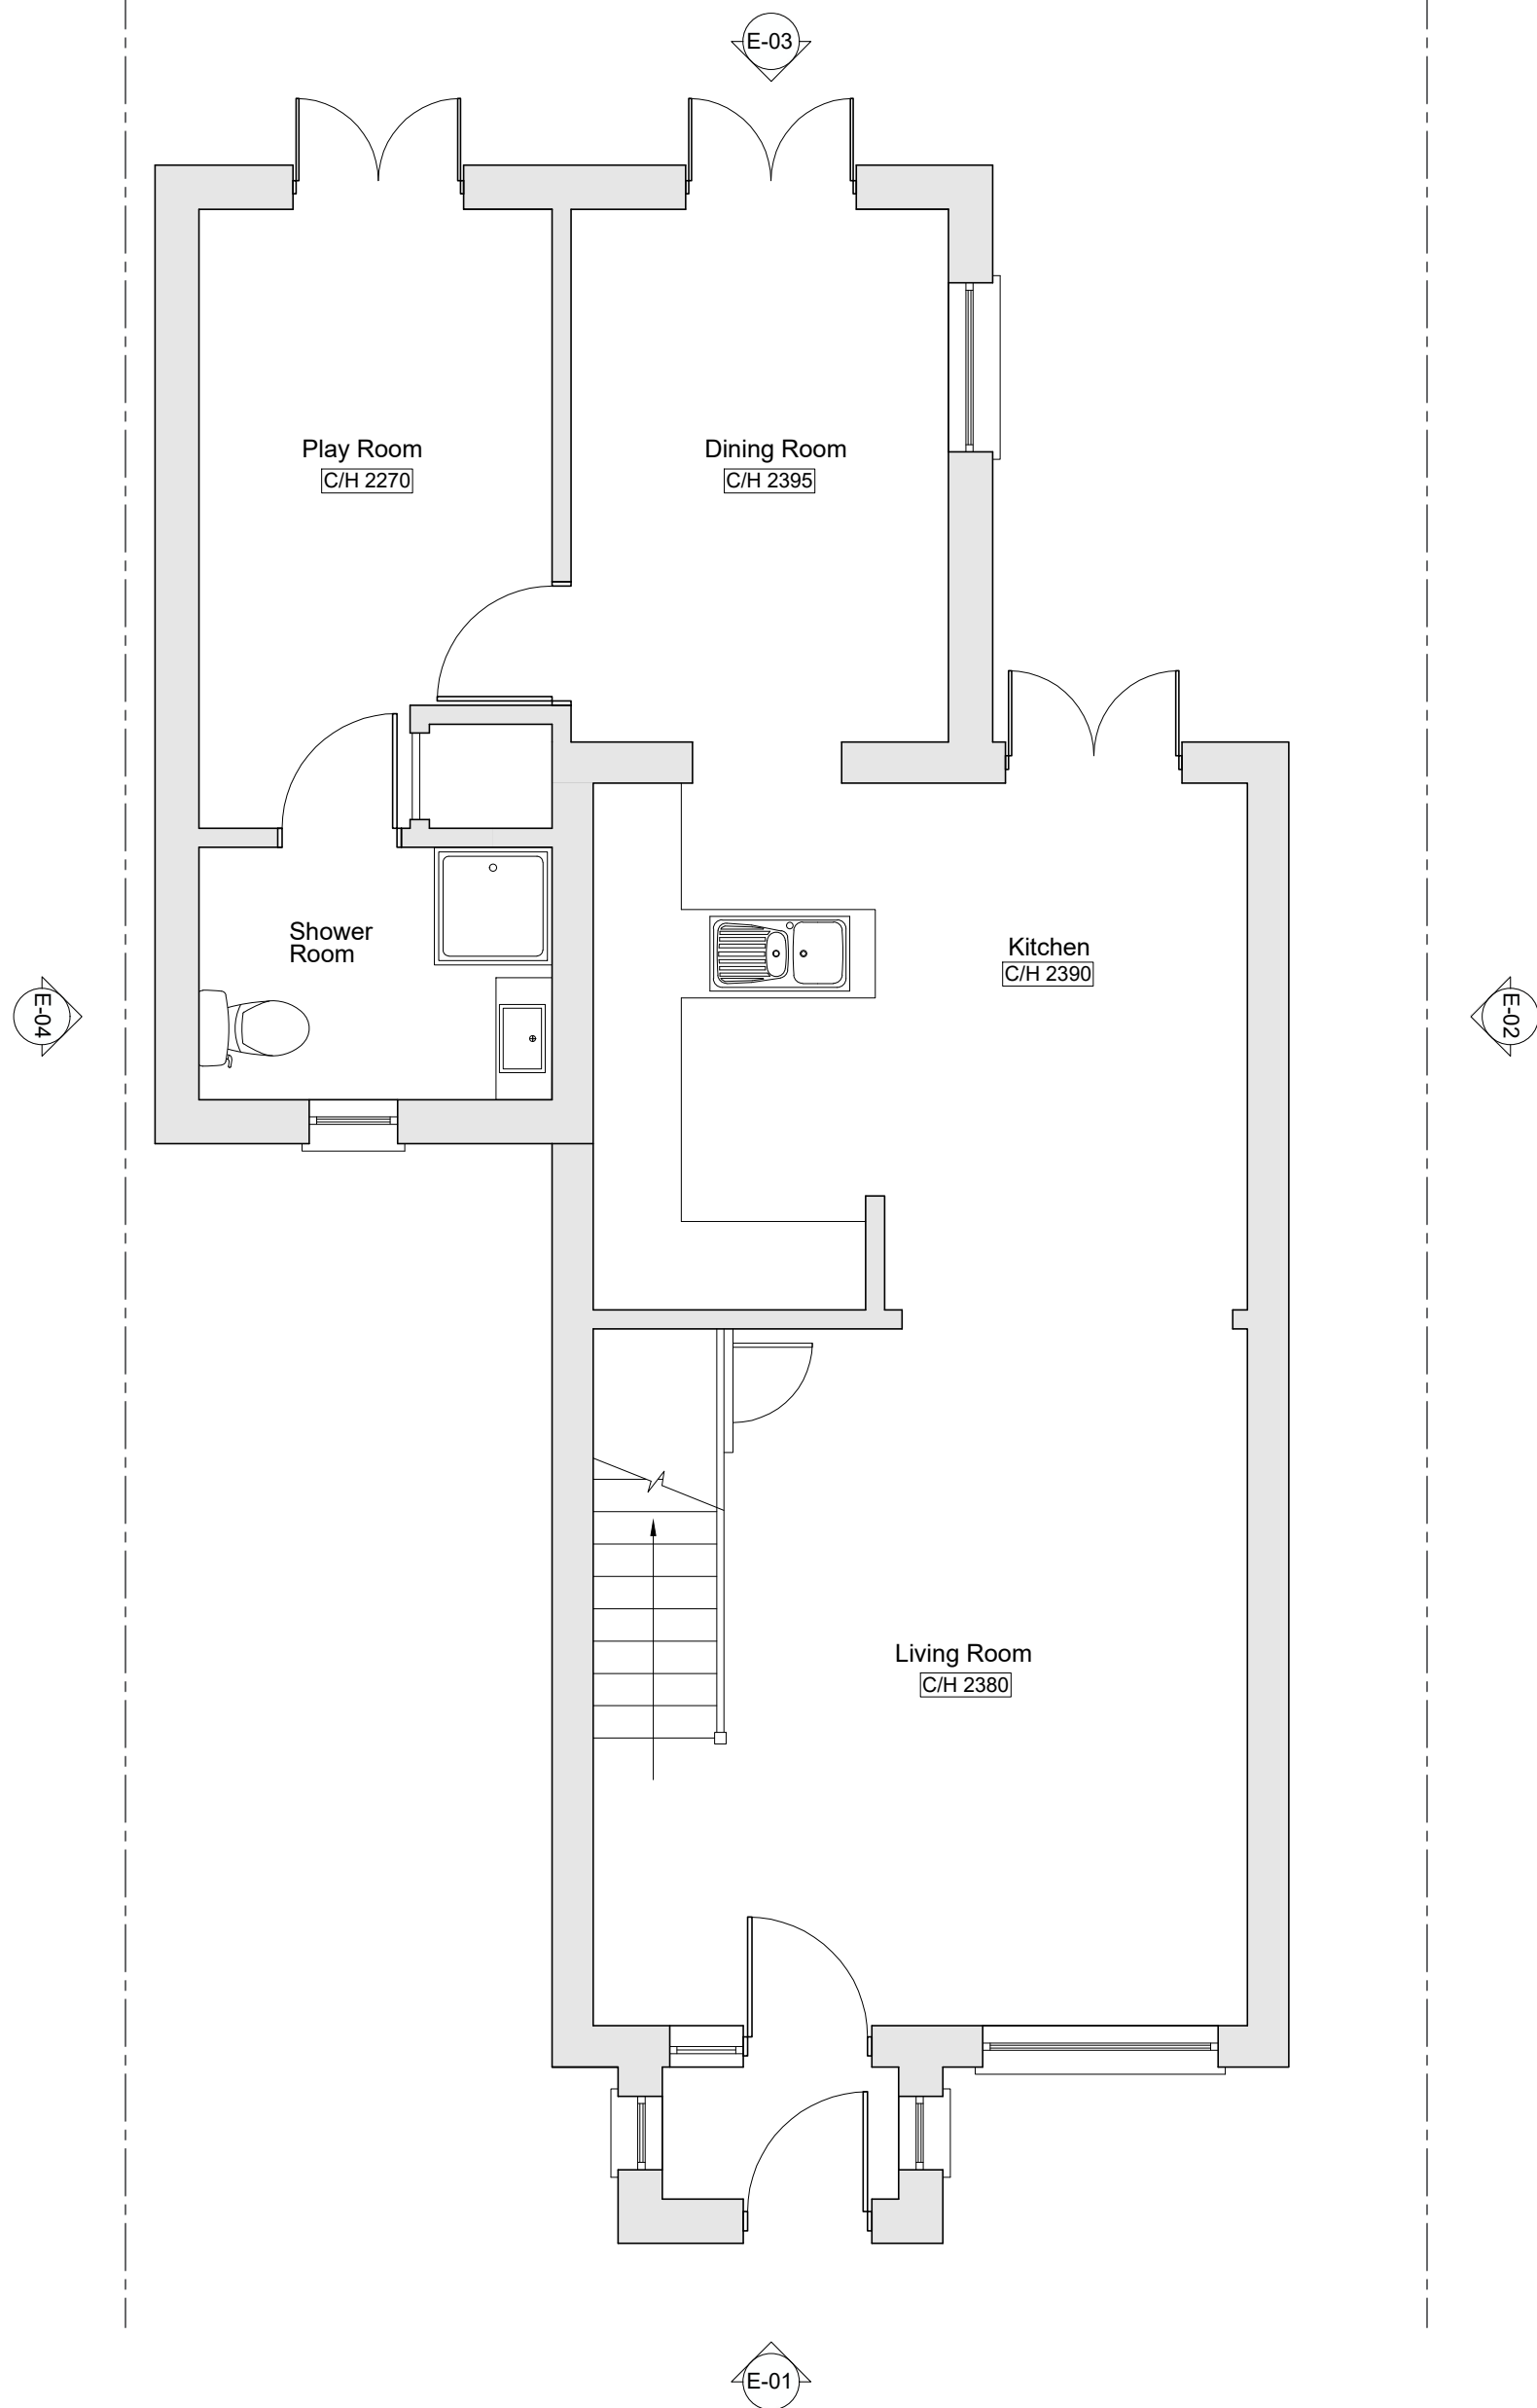 E-03
Play Room
C/H 2270
Dining Room
C/H 2395
Shower
Room
Kitchen
C/H 2390
E-04
E-02
Living Room
C/H 2380
E-01